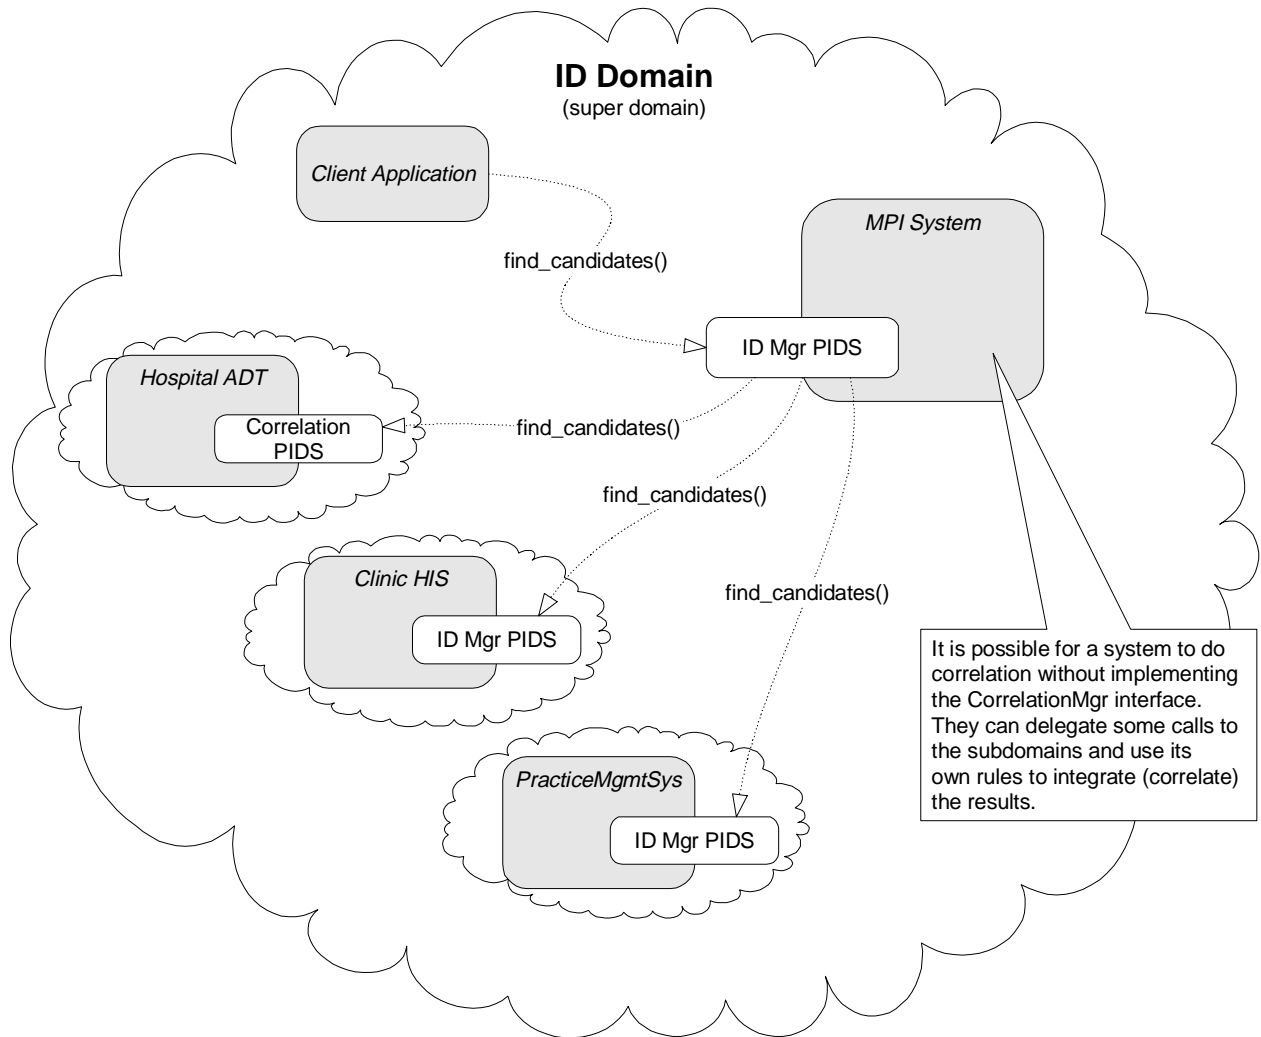 ID Domain
(super domain)
Client Application
MPI System
find_candidates()
ID Mgr PIDS
Hospital ADT
Correlation
PIDS
find_candidates()
find_candidates()
Clinic HIS
ID Mgr PIDS
find_candidates()
It is possible for a system to do
correlation without implementing
the CorrelationMgr interface.
They can delegate some calls to
the subdomains and use its
own rules to integrate (correlate)
the results.
PracticeMgmtSys
ID Mgr PIDS